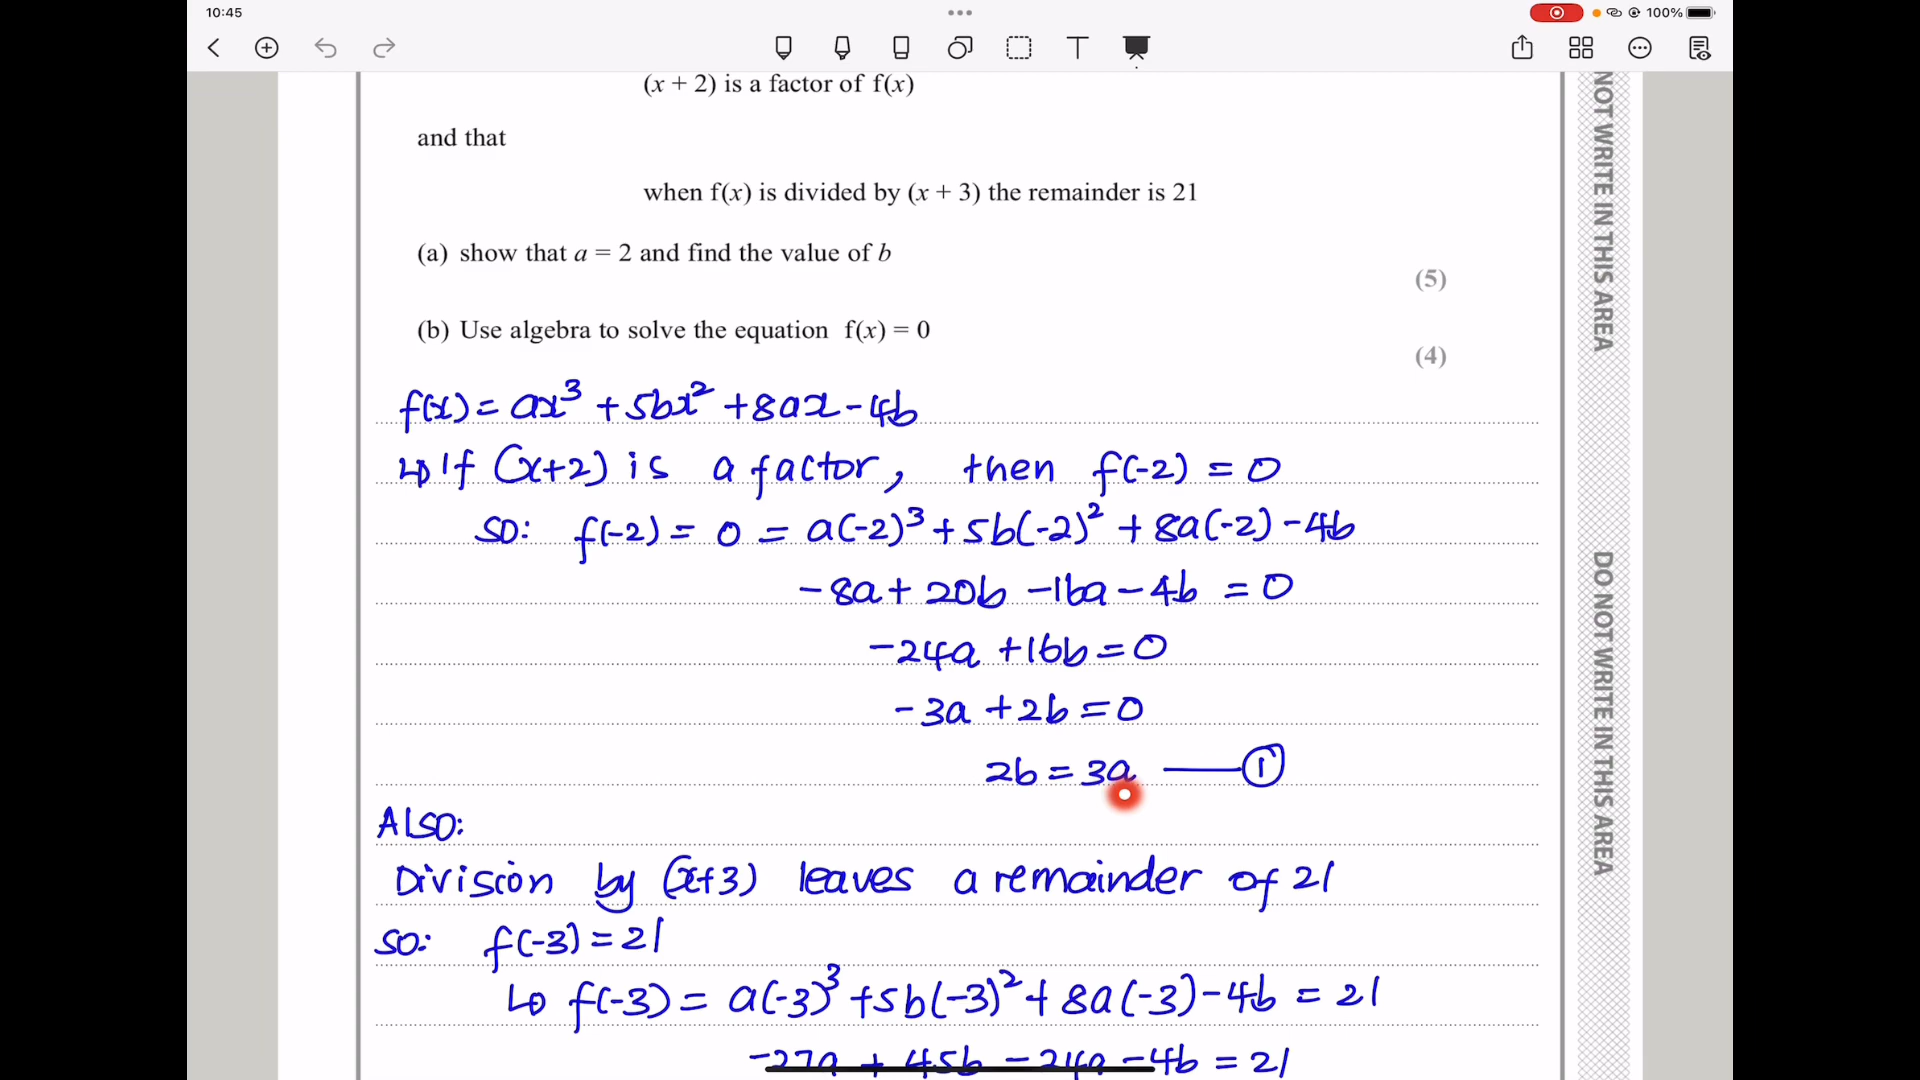 10:45
100%
(x + 2) is a factor of f(x)
and that
when f(x) is divided by (x + 3) the remainder is 21
(a) show that a = 2 and find the value of b
(5)
(b) Use algebra to solve the equation f(x) = 0
(4)
f(x) = ax³ + 5bx² + 8ax - 4b
↳ If (x+2) is a factor, then f(-2) = 0
SO: f(-2) = 0 = a(-2)³ + 5b(-2)² + 8a(-2) - 4b
-8a + 20b - 16a - 4b = 0
-24a + 16b = 0
-3a + 2b = 0
2b = 3a —— ①
ALSO:
Division by (x+3) leaves a remainder of 21
SO: f(-3) = 21
↳ f(-3) = a(-3)³ + 5b(-3)² + 8a(-3) - 4b = 21
-27a + 45b - 24a - 4b = 21
NOT WRITE IN THIS AREA
DO NOT WRITE IN THIS AREA